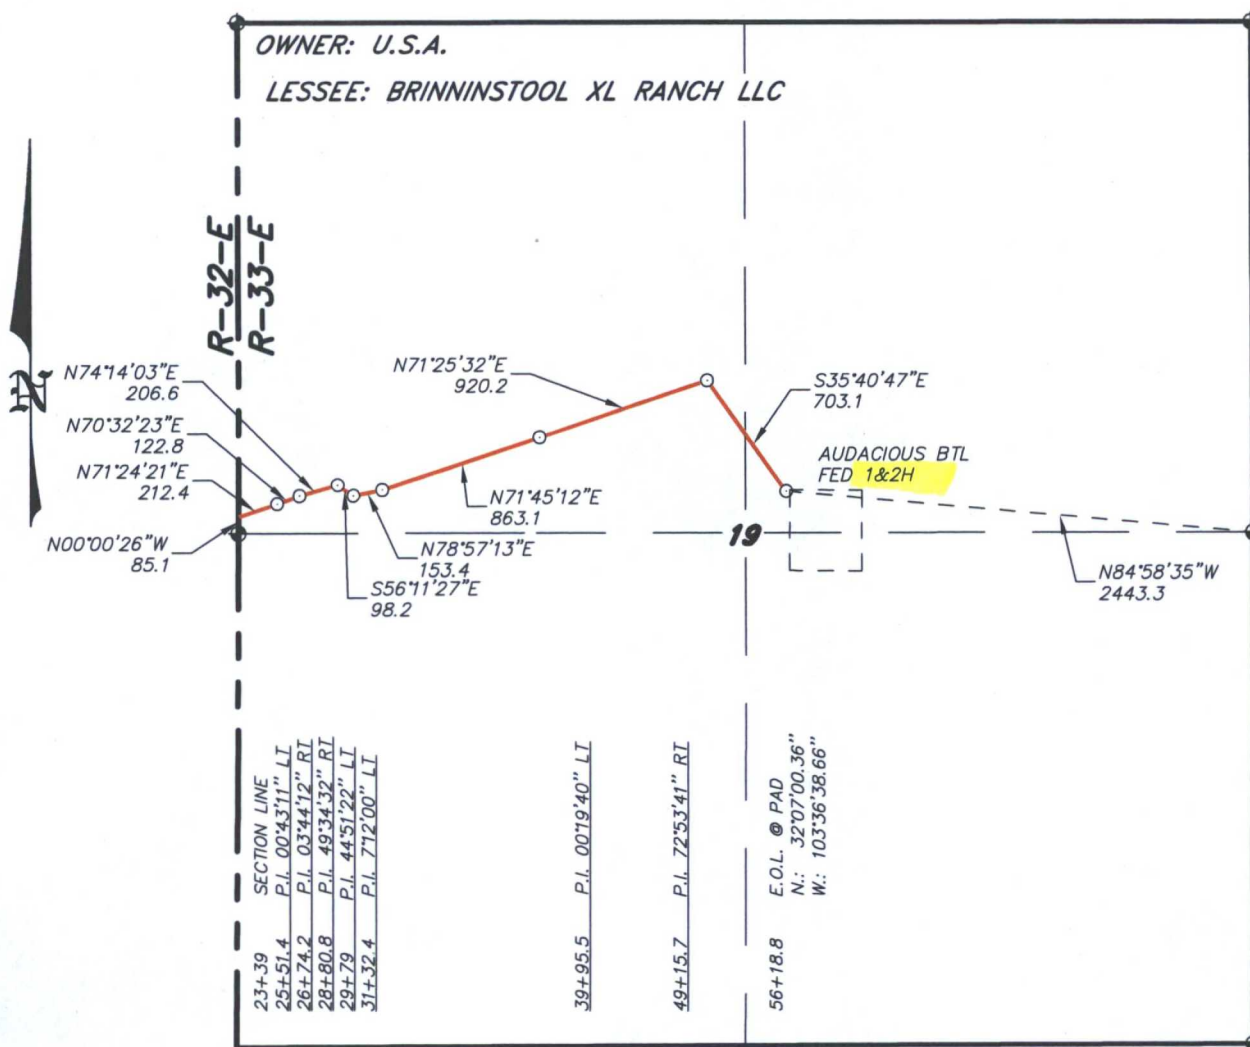 OWNER: U.S.A.
LESSEE: BRINNINSTOOL XL RANCH LLC
R-32-E
R-33-E
N
N74°14'03"E
206.6
N70°32'23"E
122.8
N71°24'21"E
212.4
N00°00'26"W
85.1
N71°25'32"E
920.2
S35°40'47"E
703.1
AUDACIOUS BTL
FED 1&2H
N71°45'12"E
863.1
N78°57'13"E
153.4
S56°11'27"E
98.2
19
N84°58'35"W
2443.3
23+39 SECTION LINE
25+51.4 P.I. 00°43'11" LT
26+74.2 P.I. 03°44'12" RT
28+80.8 P.I. 49°34'32" RT
29+79 P.I. 44°51'22" LT
31+32.4 P.I. 7°12'00" LT
39+95.5 P.I. 00°19'40" LT
49+15.7 P.I. 72°53'41" RT
56+18.8 E.O.L. @ PAD
N.: 32°07'00.36"
W.: 103°36'38.66"